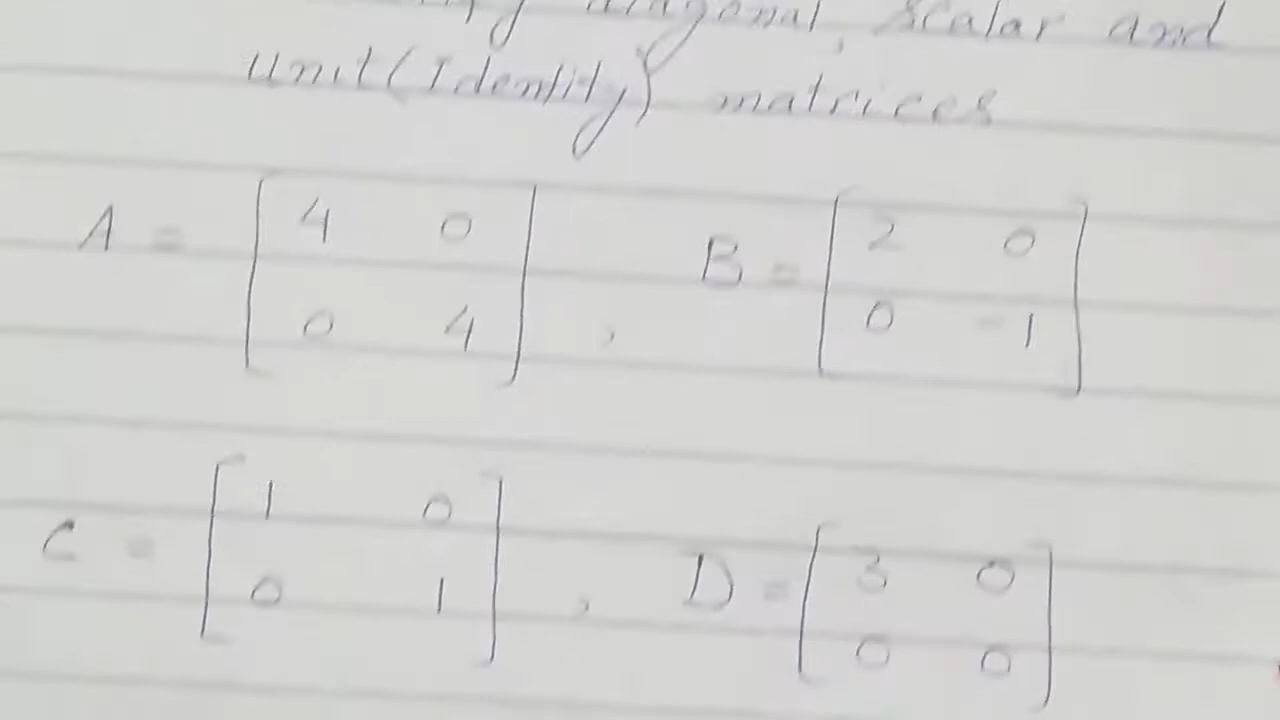 diagonal, scalar and
unit (Identity) matrices
A = [ 4 0
0 4 ] , B = [ 2 0
0 -1 ]
C = [ 1 0
0 1 ] , D = [ 3 0
0 0 ]